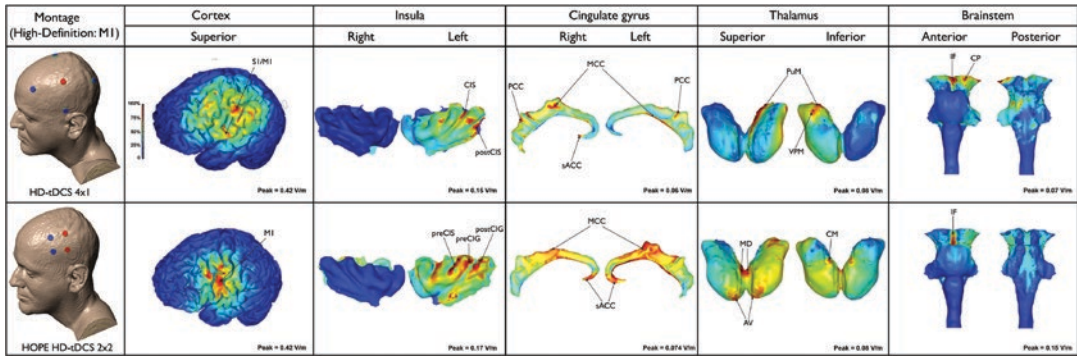 Montage
(High-Definition: M1)
Cortex
Insula
Cingulate gyrus
Thalamus
Brainstem
Superior
Right
Left
Right
Left
Superior
Inferior
Anterior
Posterior
S1/M1
100%
75%
50%
25%
0%
CIS
postCIS
PCC
MCC
PCC
sACC
PuM
VPM
IF
CP
HD-tDCS 4x1
Peak = 0.42 V/m
Peak = 0.15 V/m
Peak = 0.06 V/m
Peak = 0.08 V/m
Peak = 0.07 V/m
M1
preCIS
preCIG
postCIG
MCC
sACC
MD
AV
CM
IF
HOPE HD-tDCS 2x2
Peak = 0.42 V/m
Peak = 0.17 V/m
Peak = 0.074 V/m
Peak = 0.08 V/m
Peak = 0.15 V/m